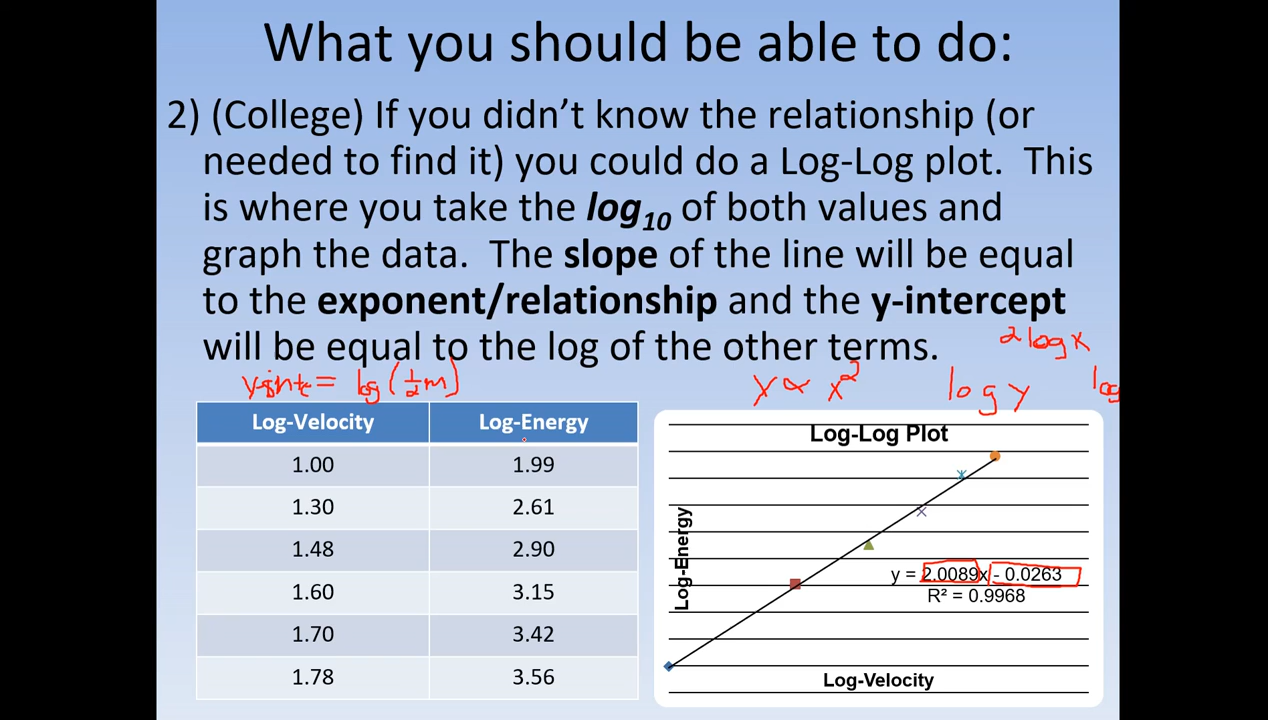 What you should be able to do:
2) (College) If you didn’t know the relationship (or
needed to find it) you could do a Log-Log plot. This
is where you take the log10 of both values and
graph the data. The slope of the line will be equal
to the exponent/relationship and the y-intercept
will be equal to the log of the other terms.
2 log x
= log (1/2 m)
y ∝ x²
log y
log
Log-Velocity Log-Energy
1.00 1.99
1.30 2.61
1.48 2.90
1.60 3.15
1.70 3.42
1.78 3.56
Log-Log Plot
Log-Energy
y = 2.0089x - 0.0263
R² = 0.9968
Log-Velocity